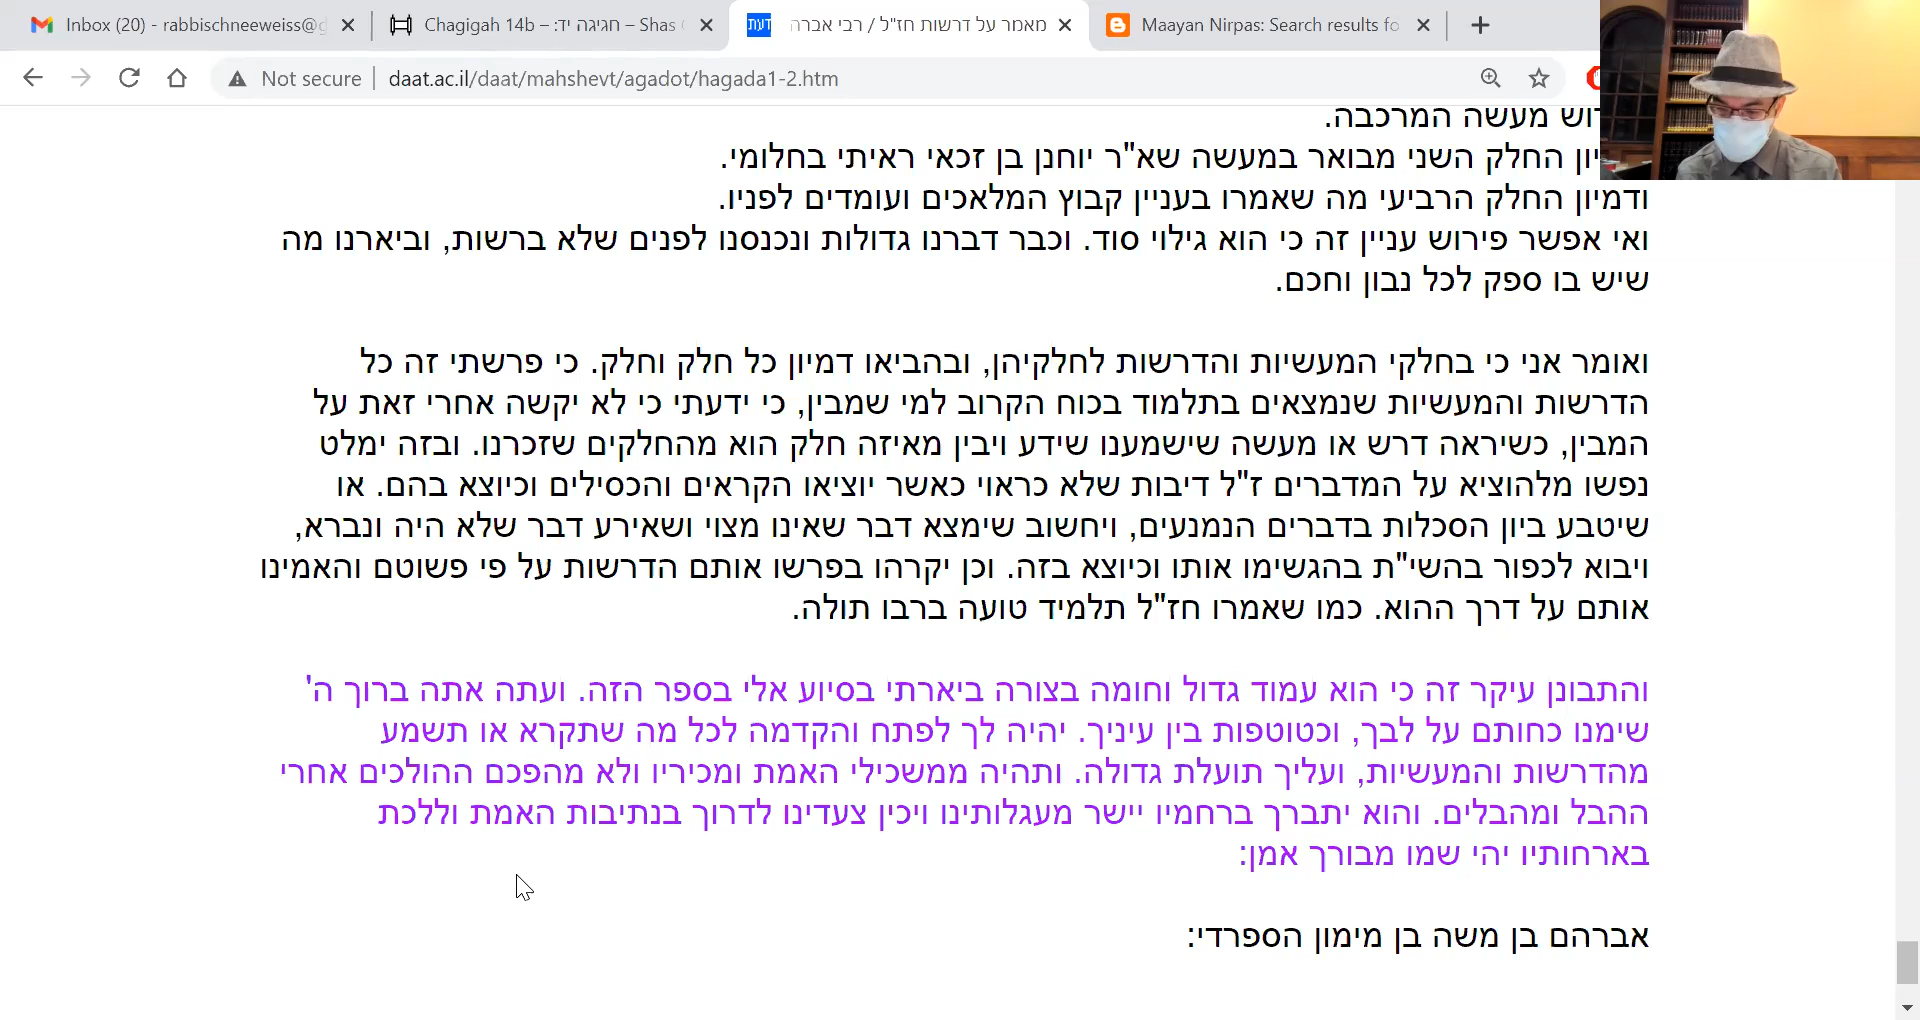 Inbox (20) - rabbischneeweiss@g
Chagigah 14b – חגיגה יד: – Shas
מאמר על דרשות חז"ל / רבי אברה
דעת
Maayan Nirpas: Search results fo
Not secure
daat.ac.il/daat/mahshevt/agadot/hagada1-2.htm
מעשה המרכבה.
החלק השני מבואר במעשה שא"ר יוחנן בן זכאי ראיתי בחלומי.
ודמיון החלק הרביעי מה שאמרו בעניין קבוץ המלאכים ועומדים לפניו.
ואי אפשר פירוש עניין זה כי הוא גילוי סוד. וכבר דברנו גדולות ונכנסנו לפנים שלא ברשות, וביארנו מה
שיש בו ספק לכל נבון וחכם.
ואומר אני כי בחלקי המעשיות והדרשות לחלקיהן, ובהביאו דמיון כל חלק וחלק. כי פרשתי זה כל
הדרשות והמעשיות שנמצאים בתלמוד בכוח הקרוב למי שמבין, כי ידעתי כי לא יקשה אחרי זאת על
המבין, כשיראה דרש או מעשה שישמענו שידע ויבין מאיזה חלק הוא מהחלקים שזכרנו. ובזה ימלט
נפשו מלהוציא על המדברים ז"ל דיבות שלא כראוי כאשר יוציאו הקראים והכסילים וכיוצא בהם. או
שיטבע ביון הסכלות בדברים הנמנעים, ויחשוב שימצא דבר שאינו מצוי ושאירע דבר שלא היה ונברא,
ויבוא לכפור בהשי"ת בהגשימו אותו וכיוצא בזה. וכן יקרהו בפרשו אותם הדרשות על פי פשוטם והאמינו
אותם על דרך ההוא. כמו שאמרו חז"ל תלמיד טועה ברבו תולה.
והתבונן עיקר זה כי הוא עמוד גדול וחומה בצורה ביארתי בסיוע אלי בספר הזה. ועתה אתה ברוך ה'
שימנו כחותם על לבך, וכטוטפות בין עיניך. יהיה לך לפתח והקדמה לכל מה שתקרא או תשמע
מהדרשות והמעשיות, ועליך תועלת גדולה. ותהיה ממשכילי האמת ומכיריו ולא מהפכם ההולכים אחרי
ההבל ומהבלים. והוא יתברך ברחמיו יישר מעגלותינו ויכין צעדינו לדרוך בנתיבות האמת וללכת
בארחותיו יהי שמו מבורך אמן:
אברהם בן משה בן מימון הספרדי: